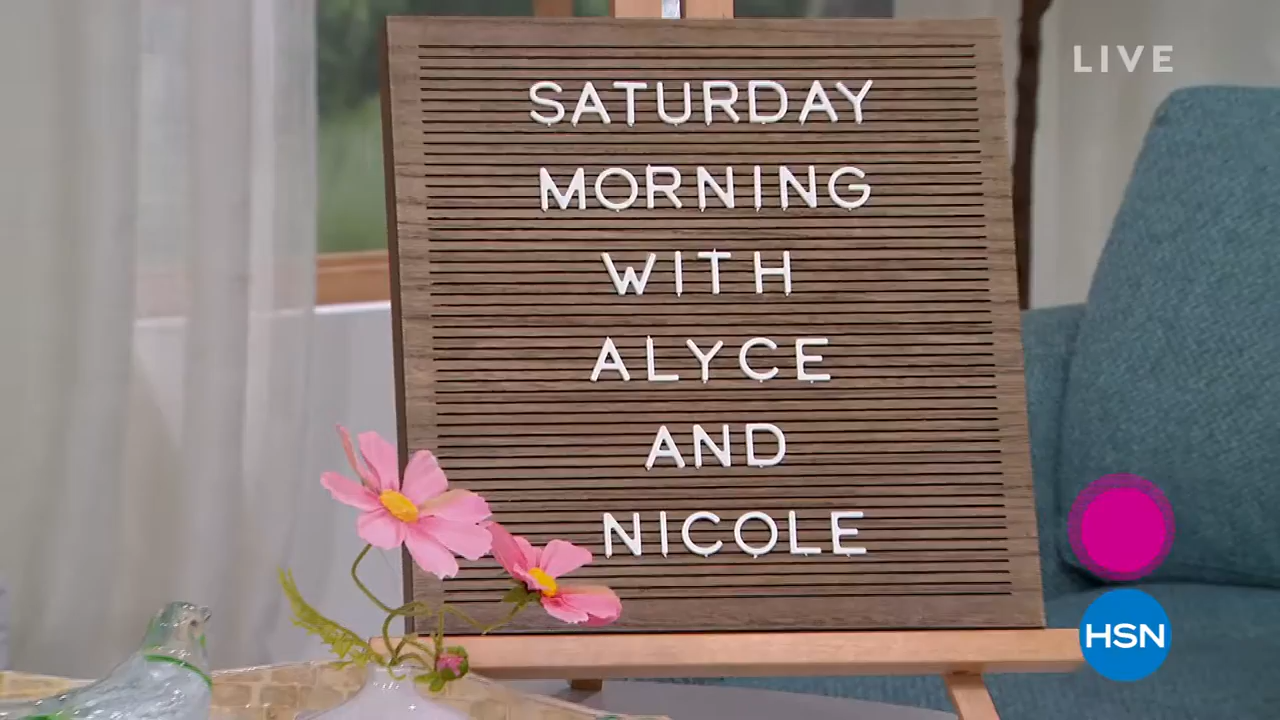 LIVE
SATURDAY
MORNING
WITH
ALYCE
AND
NICOLE
HSN